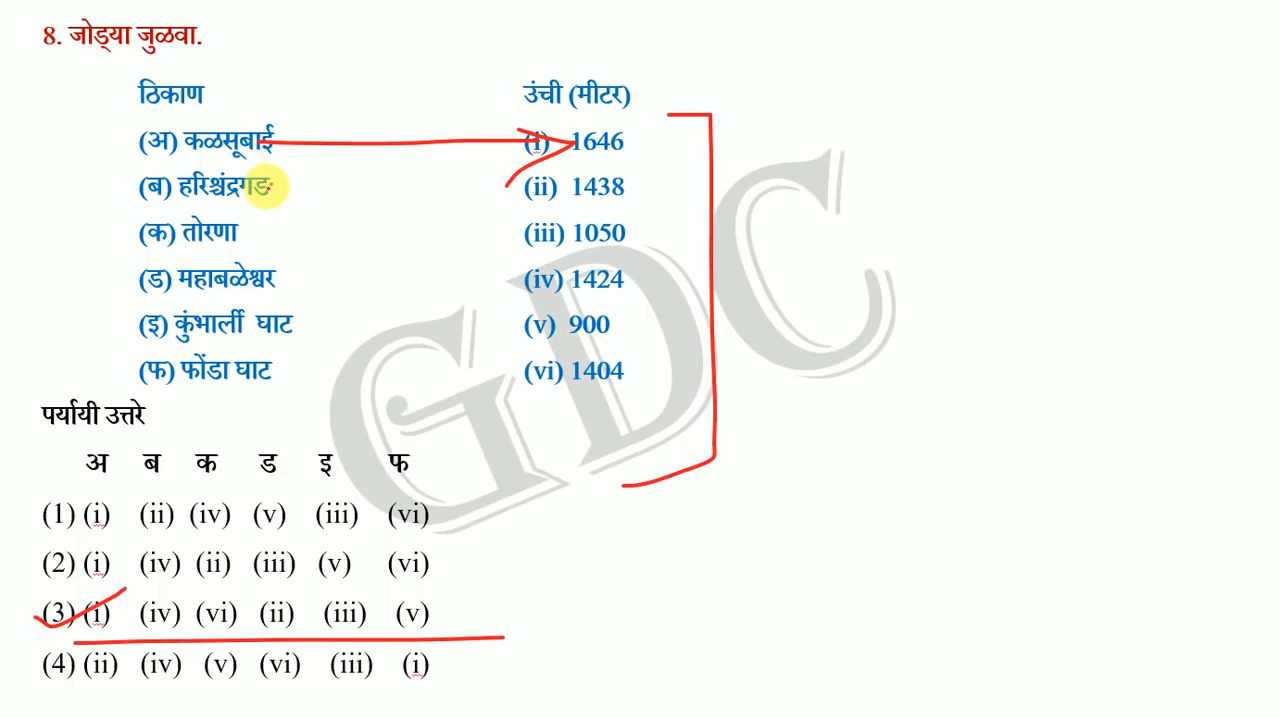 8. जोड्या जुळवा.
ठिकाण उंची (मीटर)
(अ) कळसूबाई (i) 1646
(ब) हरिश्चंद्रगड (ii) 1438
(क) तोरणा (iii) 1050
(ड) महाबळेश्वर (iv) 1424
(इ) कुंभार्ली घाट (v) 900
(फ) फोंडा घाट (vi) 1404
पर्यायी उत्तरे
अ ब क ड इ फ
(1) (i) (ii) (iv) (v) (iii) (vi)
(2) (i) (iv) (ii) (iii) (v) (vi)
(3) (i) (iv) (vi) (ii) (iii) (v)
(4) (ii) (iv) (v) (vi) (iii) (i)
GDC